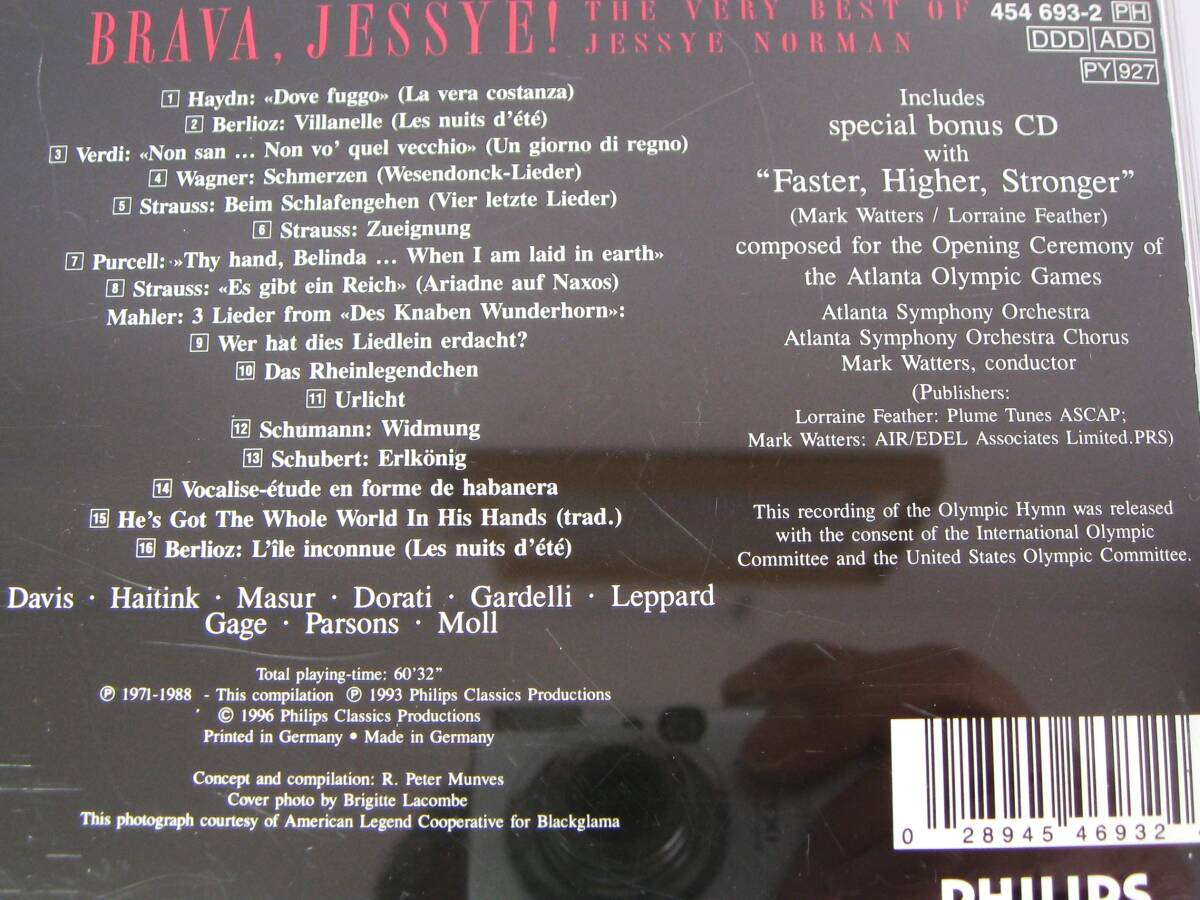 BRAVA, JESSYE! THE VERY BEST OF
JESSYE NORMAN
454 693-2 PH
DDD ADD
PY 927
1 Haydn: «Dove fuggo» (La vera costanza)
2 Berlioz: Villanelle (Les nuits d'été)
3 Verdi: «Non san ... Non vo' quel vecchio» (Un giorno di regno)
4 Wagner: Schmerzen (Wesendonck-Lieder)
5 Strauss: Beim Schlafengehen (Vier letzte Lieder)
6 Strauss: Zueignung
7 Purcell: »Thy hand, Belinda ... When I am laid in earth»
8 Strauss: «Es gibt ein Reich» (Ariadne auf Naxos)
Mahler: 3 Lieder from «Des Knaben Wunderhorn»:
9 Wer hat dies Liedlein erdacht?
10 Das Rheinlegendchen
11 Urlicht
12 Schumann: Widmung
13 Schubert: Erlkönig
14 Vocalise-étude en forme de habanera
15 He's Got The Whole World In His Hands (trad.)
16 Berlioz: L'île inconnue (Les nuits d'été)
Davis · Haitink · Masur · Dorati · Gardelli · Leppard
Gage · Parsons · Moll
Total playing-time: 60'32"
℗ 1971-1988 - This compilation ℗ 1993 Philips Classics Productions
© 1996 Philips Classics Productions
Printed in Germany • Made in Germany
Concept and compilation: R. Peter Munves
Cover photo by Brigitte Lacombe
This photograph courtesy of American Legend Cooperative for Blackglama
Includes
special bonus CD
with
"Faster, Higher, Stronger"
(Mark Watters / Lorraine Feather)
composed for the Opening Ceremony of
the Atlanta Olympic Games
Atlanta Symphony Orchestra
Atlanta Symphony Orchestra Chorus
Mark Watters, conductor
(Publishers:
Lorraine Feather: Plume Tunes ASCAP;
Mark Watters: AIR/EDEL Associates Limited.PRS)
This recording of the Olympic Hymn was released
with the consent of the International Olympic
Committee and the United States Olympic Committee.
0 28945 46932
PHILIPS